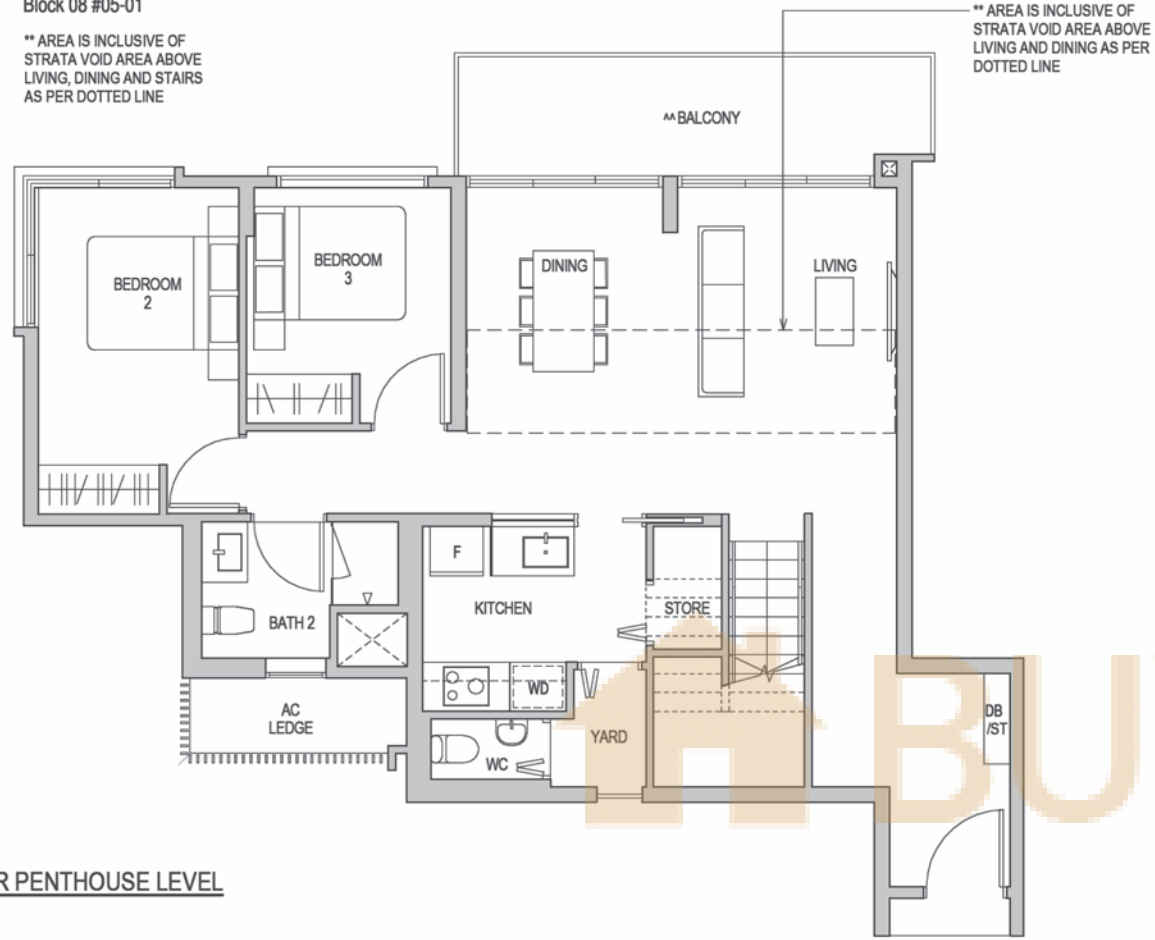 Block 08 #05-01
** AREA IS INCLUSIVE OF
STRATA VOID AREA ABOVE
LIVING, DINING AND STAIRS
AS PER DOTTED LINE
** AREA IS INCLUSIVE OF
STRATA VOID AREA ABOVE
LIVING AND DINING AS PER
DOTTED LINE
^^ BALCONY
BEDROOM
2
BEDROOM
3
DINING
LIVING
F
KITCHEN
STORE
BATH 2
WD
AC
LEDGE
WC
YARD
DB
/ST
BU
R PENTHOUSE LEVEL